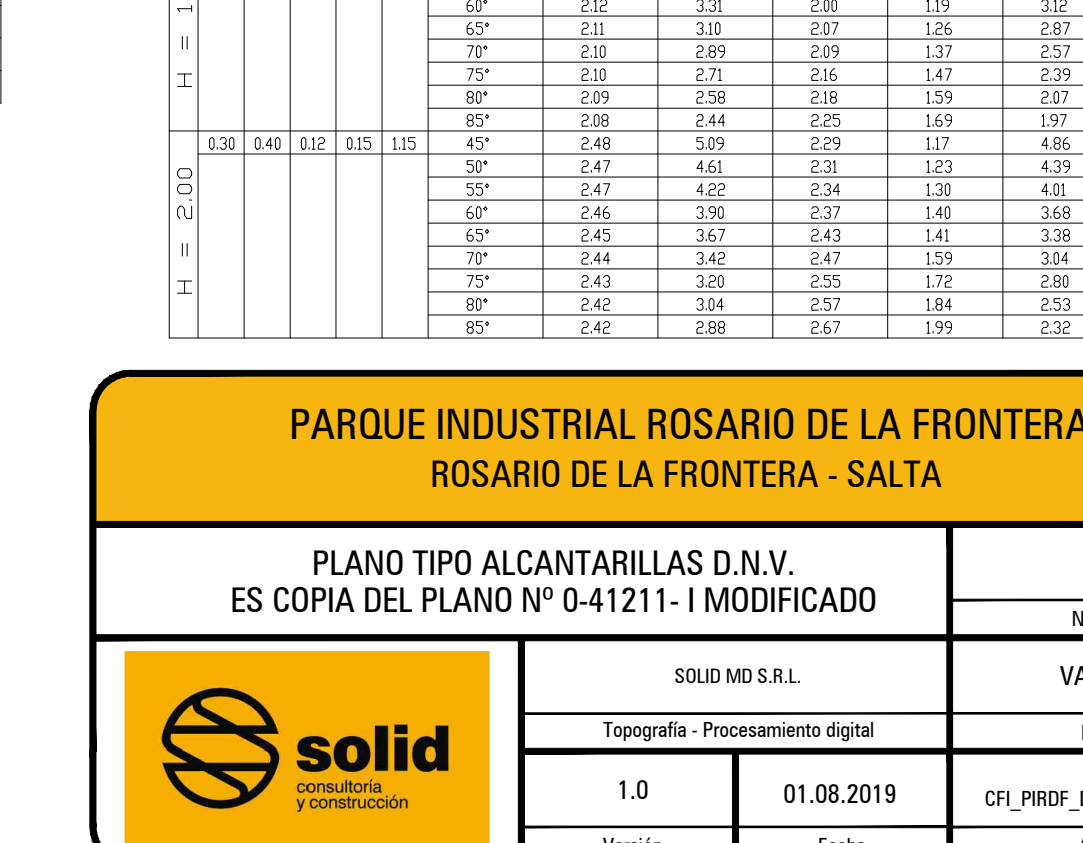 60° 2.12 3.31 2.00 1.19 3.12
65° 2.11 3.10 2.07 1.26 2.87
70° 2.10 2.89 2.09 1.37 2.57
75° 2.10 2.71 2.16 1.47 2.39
80° 2.09 2.58 2.18 1.59 2.07
85° 2.08 2.44 2.25 1.69 1.97
H = 1
0.30 0.40 0.12 0.15 1.15 45° 2.48 5.09 2.29 1.17 4.86
50° 2.47 4.61 2.31 1.23 4.39
55° 2.47 4.22 2.34 1.30 4.01
60° 2.46 3.90 2.37 1.40 3.68
65° 2.45 3.67 2.43 1.41 3.38
70° 2.44 3.42 2.47 1.59 3.04
75° 2.43 3.20 2.55 1.72 2.80
80° 2.42 3.04 2.57 1.84 2.53
85° 2.42 2.88 2.67 1.99 2.32
H = 2.00
PARQUE INDUSTRIAL ROSARIO DE LA FRONTERA
ROSARIO DE LA FRONTERA - SALTA
PLANO TIPO ALCANTARILLAS D.N.V.
ES COPIA DEL PLANO Nº 0-41211- I MODIFICADO
solid
consultoría
y construcción
SOLID MD S.R.L.
Topografía - Procesamiento digital
1.0
Versión
01.08.2019
Fecha
N
VA
CFI_PIRDF_